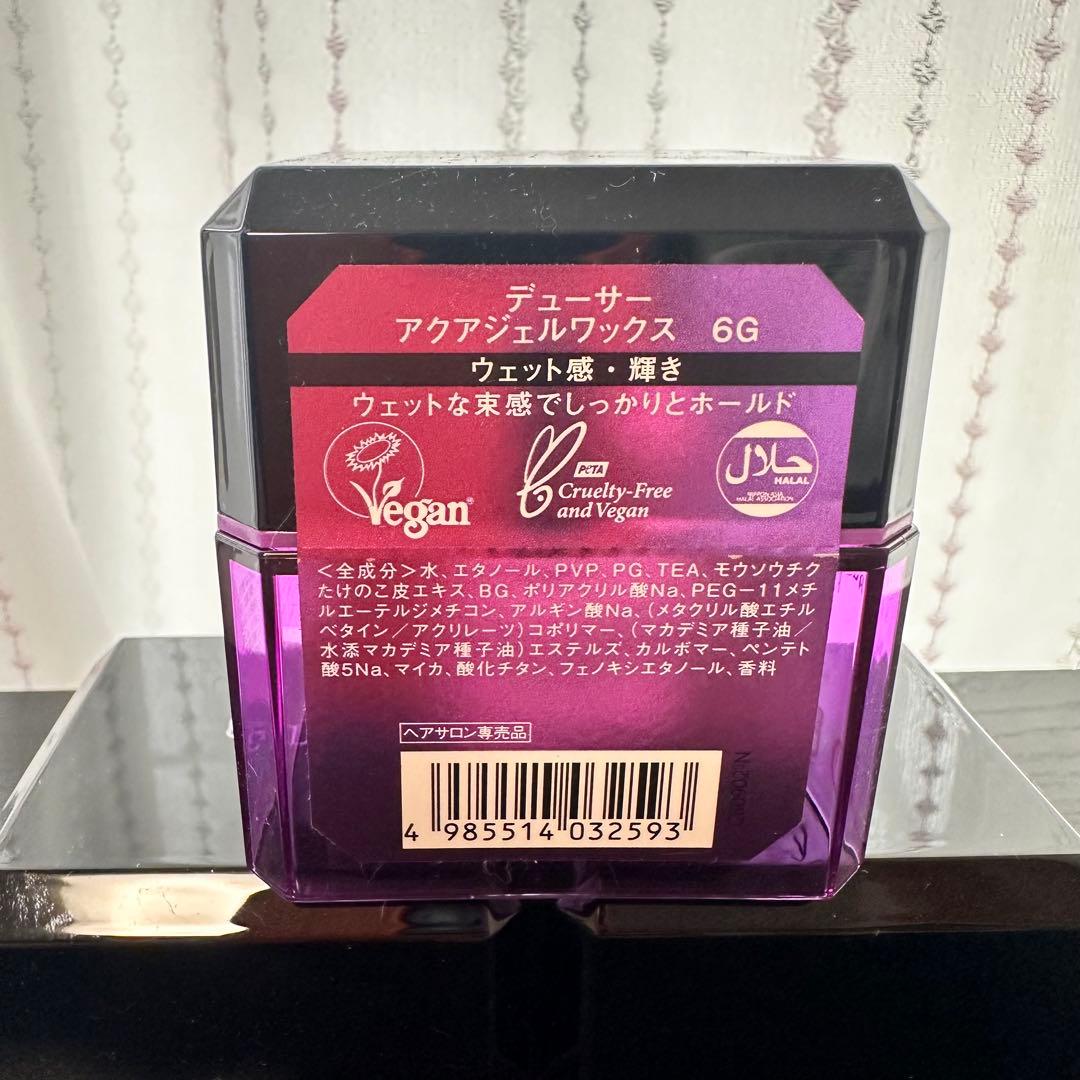 デューサー
アクアジェルワックス 6G
ウェット感・輝き
ウェットな束感でしっかりとホールド
Vegan
PeTA
Cruelty-Free
and Vegan
حلال
HALAL
NIPPON ASIA
HALAL ASSOCIATION
<全成分>水、エタノール、PVP、PG、TEA、モウソウチク
たけのこ皮エキス、BG、ポリアクリル酸Na、PEG-11メチ
ルエーテルジメチコン、アルギン酸Na、(メタクリル酸エチル
ベタイン/アクリレーツ)コポリマー、(マカデミア種子油/
水添マカデミア種子油)エステルズ、カルボマー、ペンテト
酸5Na、マイカ、酸化チタン、フェノキシエタノール、香料
ヘアサロン専売品
4 985514 032593